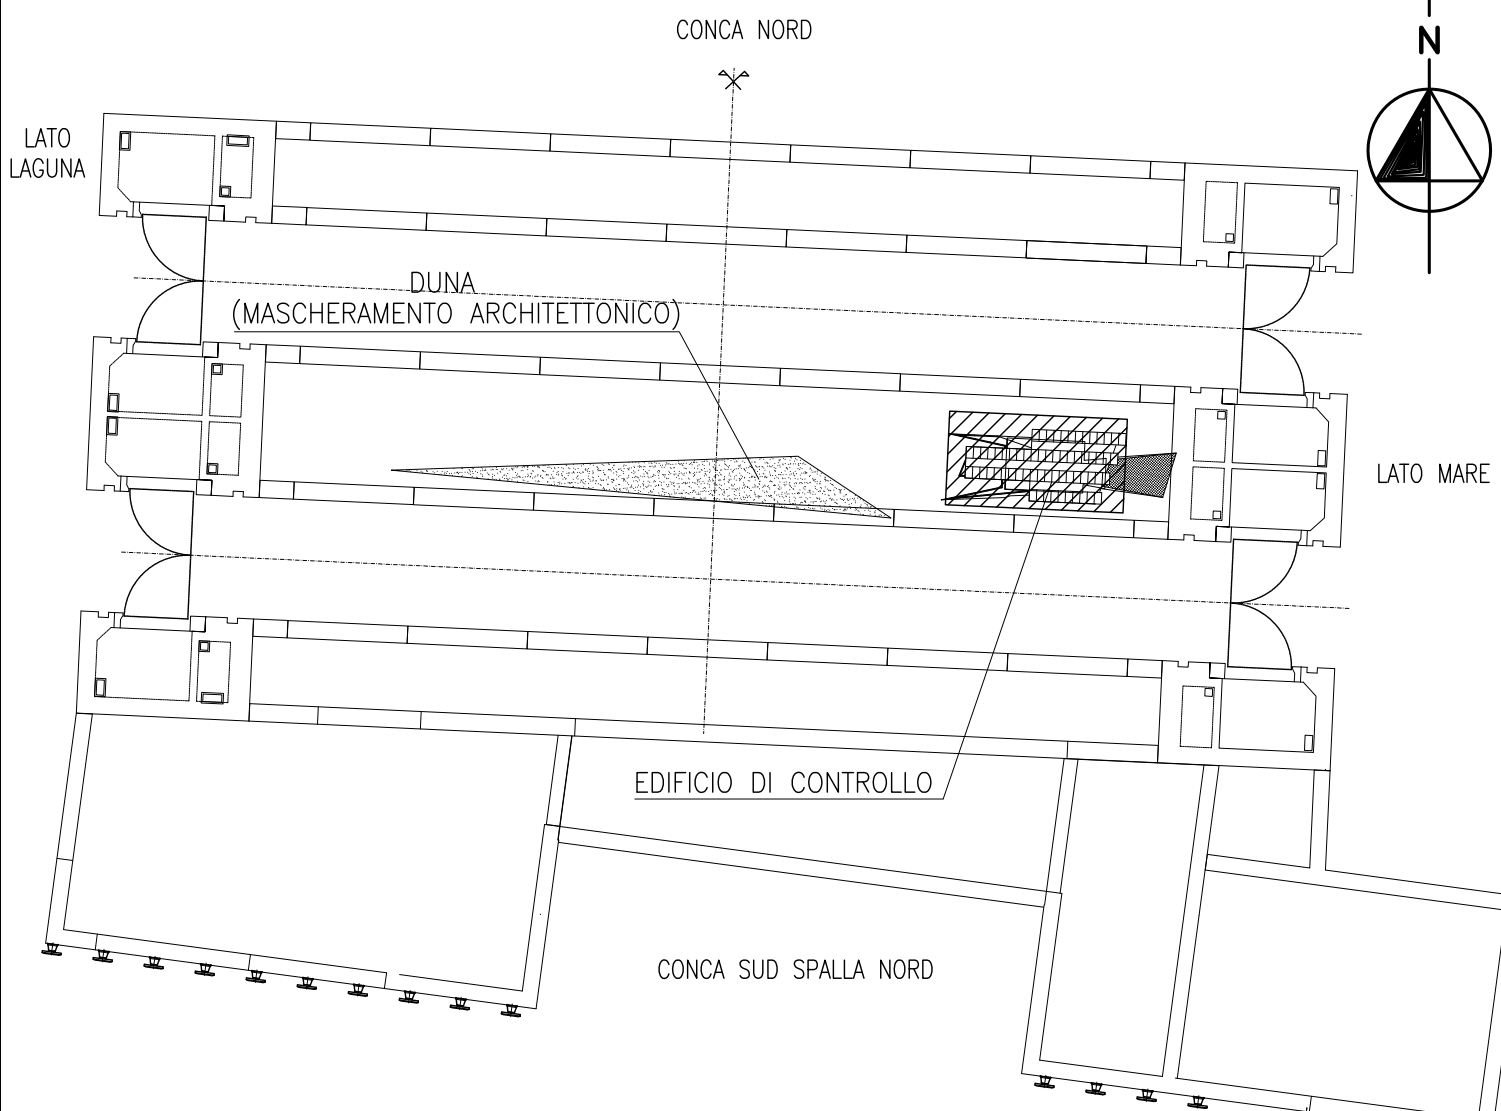 CONCA NORD
N
LATO
LAGUNA
DUNA
(MASCHERAMENTO ARCHITETTONICO)
LATO MARE
EDIFICIO DI CONTROLLO
CONCA SUD SPALLA NORD